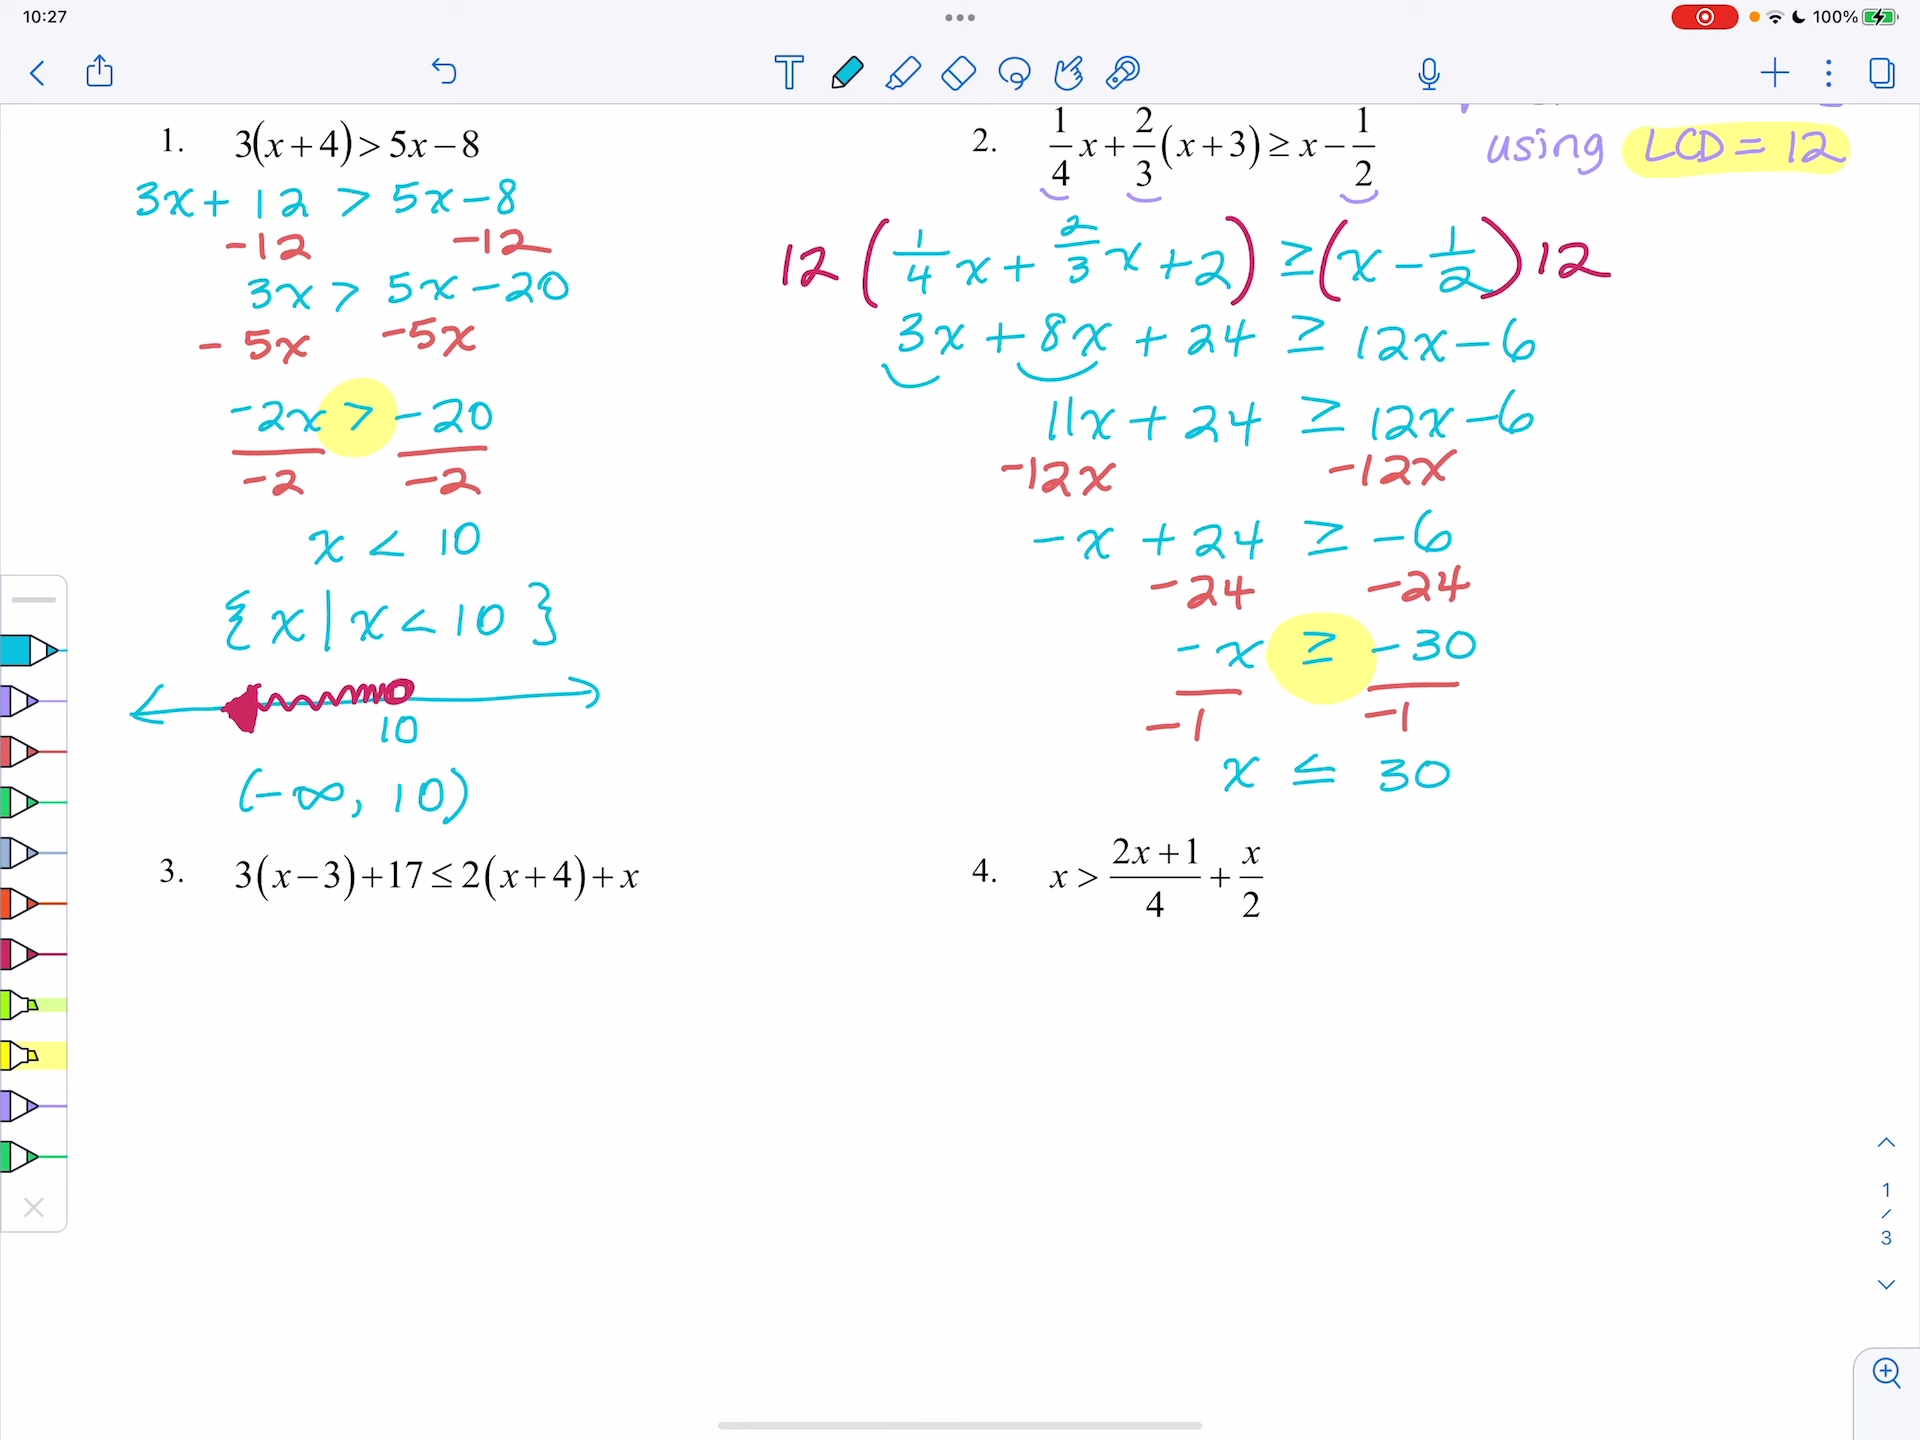 10:27
100%
using LCD = 12
1. 3(x+4)>5x−8
3x + 12 > 5x − 8
−12 −12
3x > 5x − 20
− 5x −5x
−2x > −20
−2 −2
x < 10
{ x | x < 10 }
10
(−∞, 10)
2. 1/4 x + 2/3 (x+3) ≥ x − 1/2
12 ( 1/4 x + 2/3 x + 2 ) ≥ ( x − 1/2 ) 12
3x + 8x + 24 ≥ 12x − 6
11x + 24 ≥ 12x − 6
−12x −12x
−x + 24 ≥ −6
−24 −24
−x ≥ −30
−1 −1
x ≤ 30
3. 3(x−3)+17≤2(x+4)+x
4. x > (2x+1)/4 + x/2
1
/
3